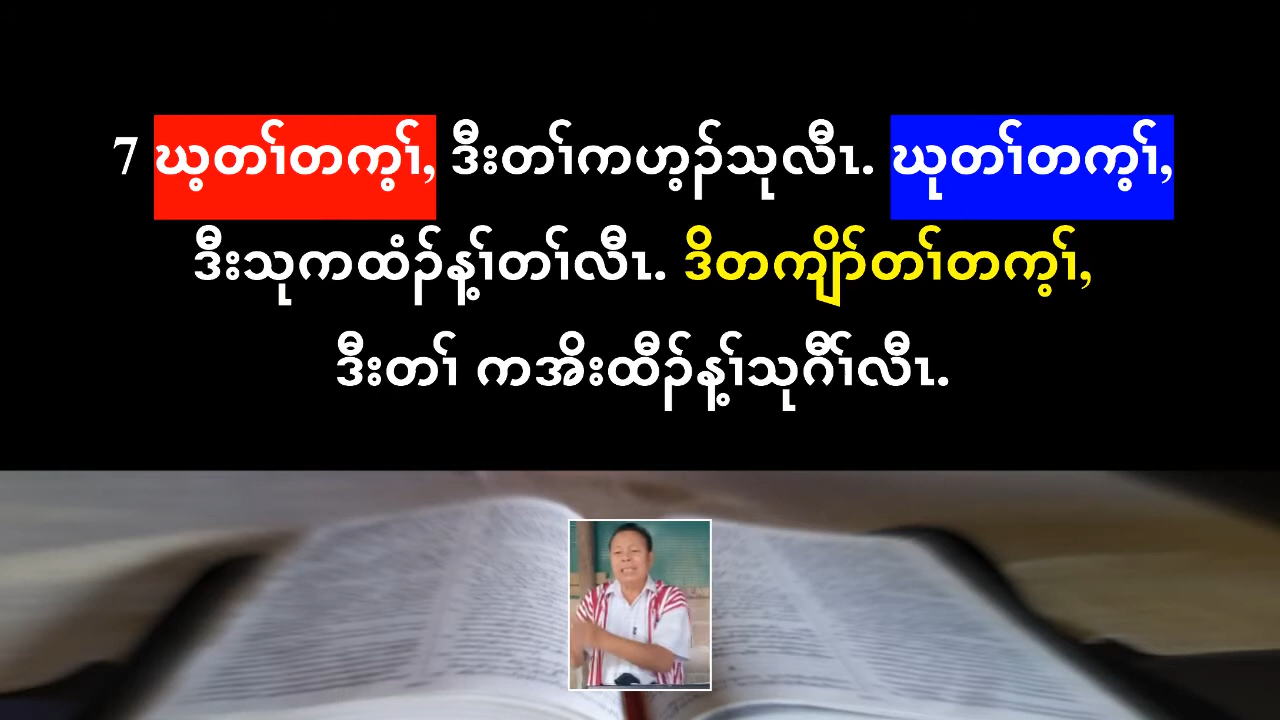 7 ဃ့တၢ်တက့ၢ်, ဒီးတၢ်ကဟ့ၣ်သုလီၤ. ဃုတၢ်တက့ၢ်,
ဒီးသုကထံၣ်န့ၢ်တၢ်လီၤ. ဒိတကျိာ်တၢ်တက့ၢ်,
ဒီးတၢ် ကအိးထီၣ်န့ၢ်သုဂီၢ်လီၤ.